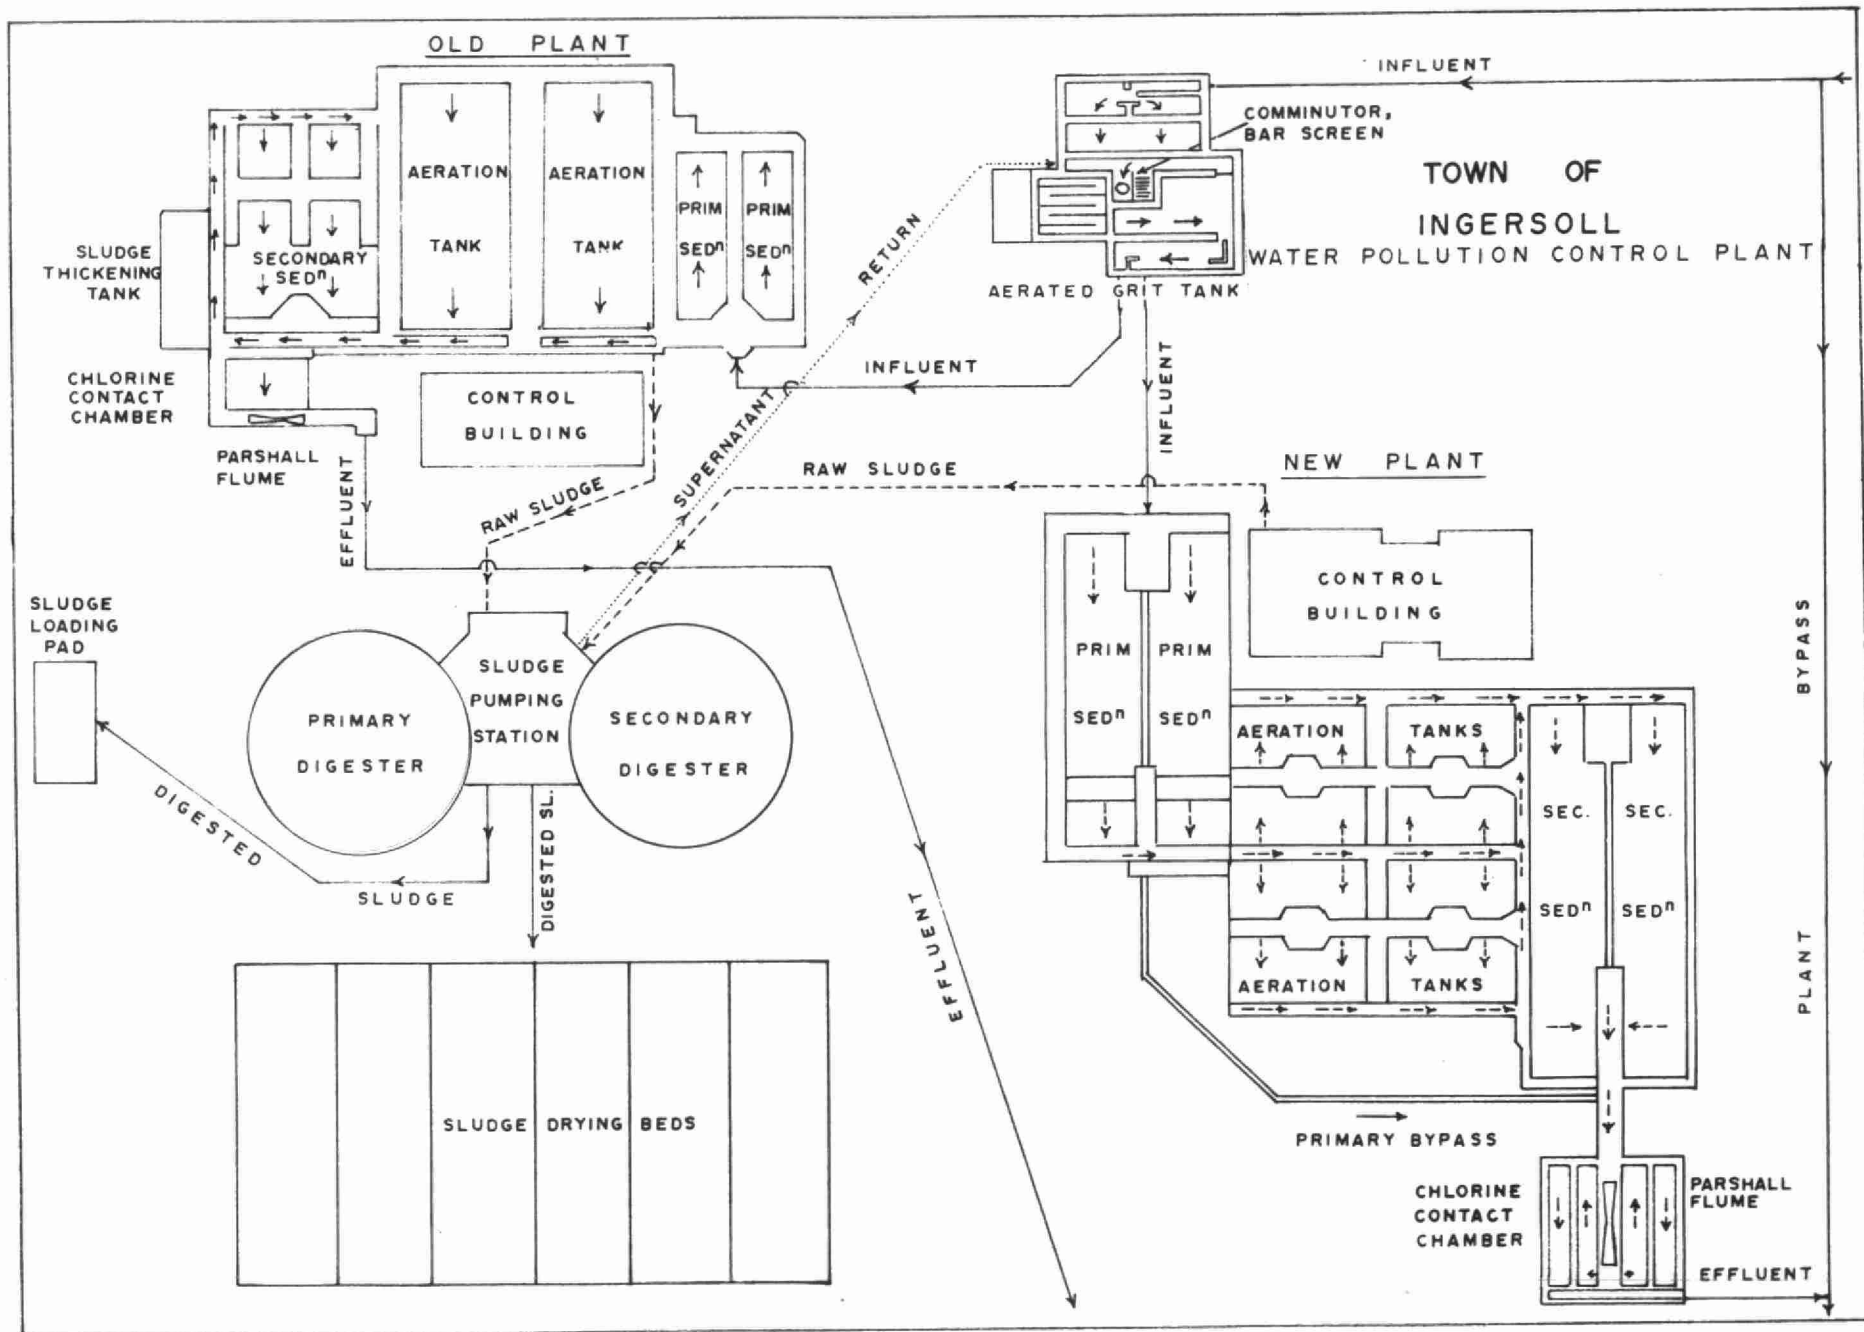 OLD PLANT
INFLUENT
COMMINUTOR,
BAR SCREEN
TOWN OF
INGERSOLL
WATER POLLUTION CONTROL PLANT
AERATION
TANK
AERATION
TANK
PRIM
SEDn
PRIM
SEDn
SECONDARY
SEDn
SLUDGE
THICKENING
TANK
AERATED GRIT TANK
RETURN
SUPERNATANT
INFLUENT
INFLUENT
CHLORINE
CONTACT
CHAMBER
CONTROL
BUILDING
PARSHALL
FLUME
EFFLUENT
RAW SLUDGE
RAW SLUDGE
NEW PLANT
CONTROL
BUILDING
SLUDGE
LOADING
PAD
PRIMARY
DIGESTER
SLUDGE
PUMPING
STATION
SECONDARY
DIGESTER
DIGESTED
SLUDGE
DIGESTED SL.
EFFLUENT
PRIM
SEDn
PRIM
SEDn
AERATION TANKS
AERATION TANKS
SEC.
SEDn
SEC.
SEDn
BYPASS
PLANT
SLUDGE DRYING BEDS
PRIMARY BYPASS
CHLORINE
CONTACT
CHAMBER
PARSHALL
FLUME
EFFLUENT